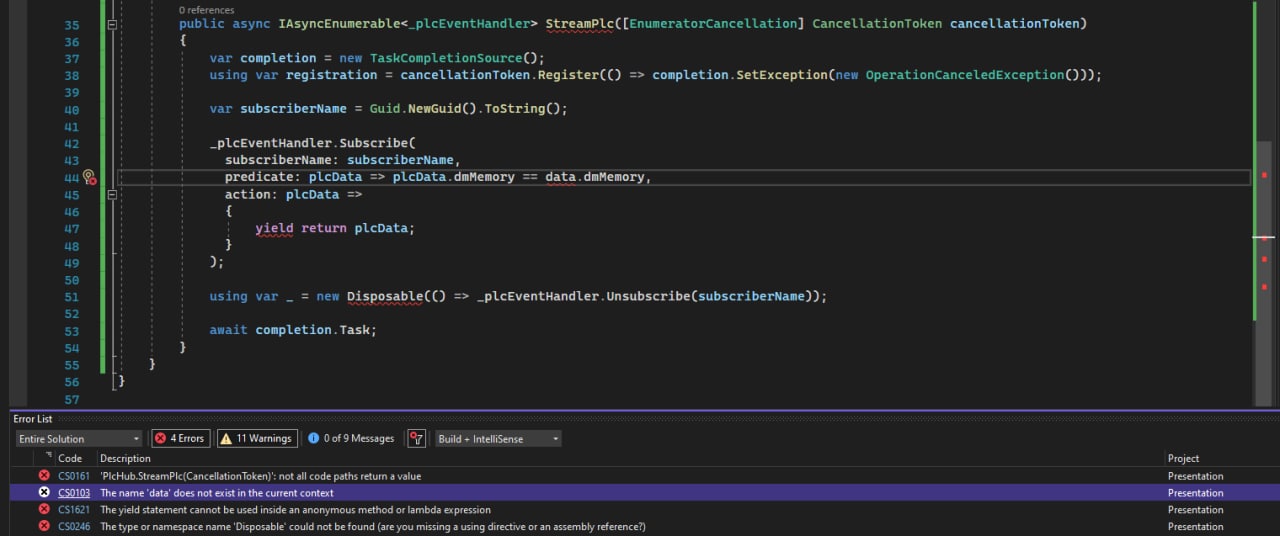 0 references
35 public async IAsyncEnumerable<_plcEventHandler> StreamPlc([EnumeratorCancellation] CancellationToken cancellationToken)
36 {
37 var completion = new TaskCompletionSource();
38 using var registration = cancellationToken.Register(() => completion.SetException(new OperationCanceledException()));
39
40 var subscriberName = Guid.NewGuid().ToString();
41
42 _plcEventHandler.Subscribe(
43 subscriberName: subscriberName,
44 predicate: plcData => plcData.dmMemory == data.dmMemory,
45 action: plcData =>
46 {
47 yield return plcData;
48 }
49 );
50
51 using var _ = new Disposable(() => _plcEventHandler.Unsubscribe(subscriberName));
52
53 await completion.Task;
54 }
55 }
56 }
57
Error List
Entire Solution 4 Errors 11 Warnings 0 of 9 Messages Build + IntelliSense
Code Description Project
CS0161 'PlcHub.StreamPlc(CancellationToken)': not all code paths return a value Presentation
CS0103 The name 'data' does not exist in the current context Presentation
CS1621 The yield statement cannot be used inside an anonymous method or lambda expression Presentation
CS0246 The type or namespace name 'Disposable' could not be found (are you missing a using directive or an assembly reference?) Presentation